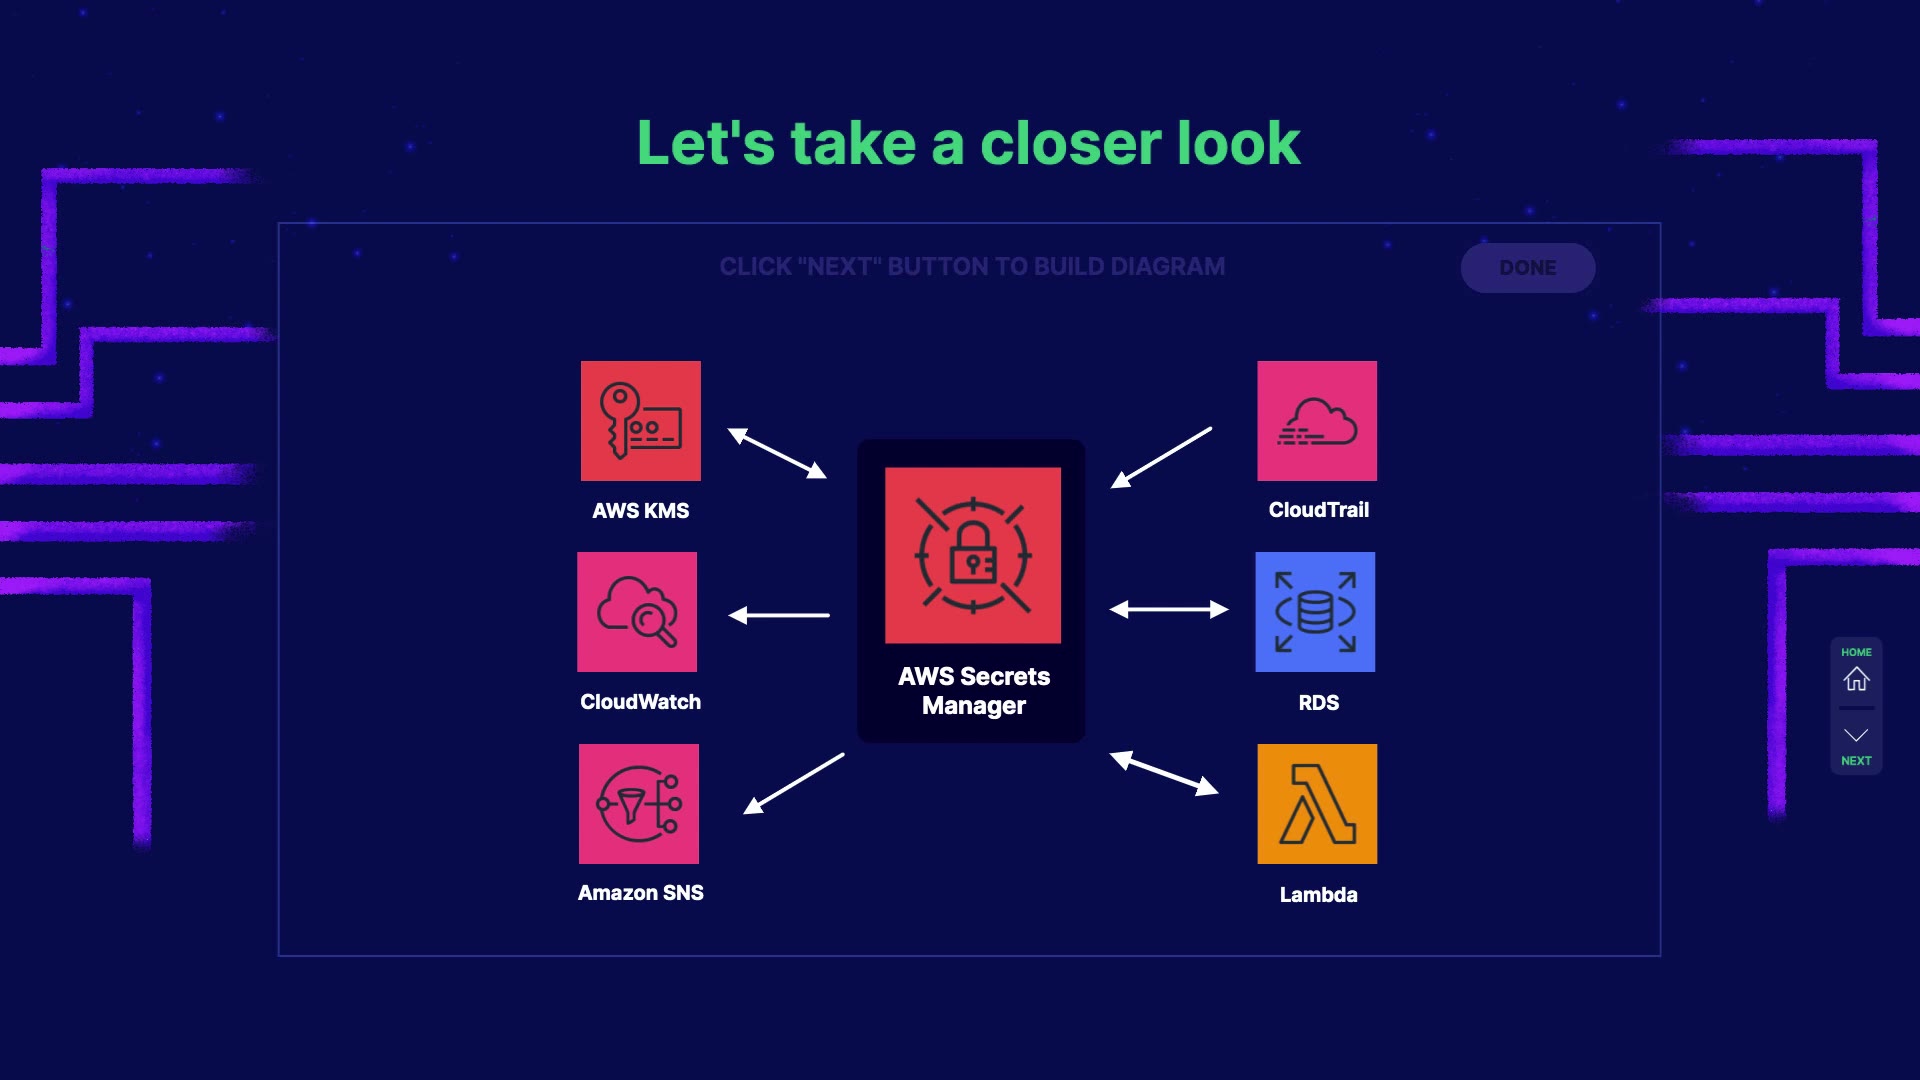 Let's take a closer look
CLICK "NEXT" BUTTON TO BUILD DIAGRAM
DONE
AWS KMS
CloudTrail
AWS Secrets
Manager
CloudWatch
RDS
Amazon SNS
Lambda
HOME
NEXT